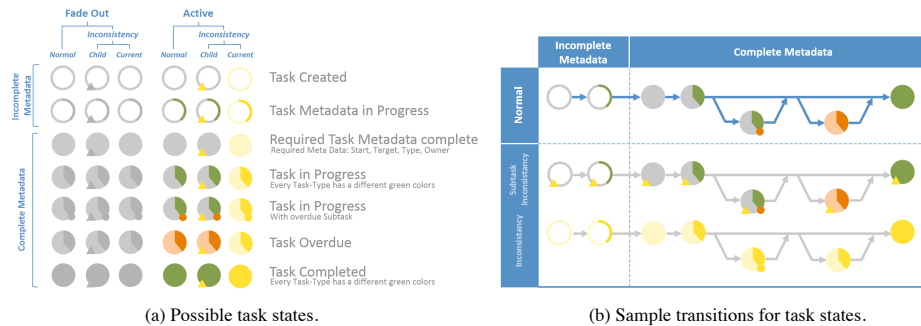 Fade Out
Active
Inconsistency
Inconsistency
Normal
Child
Current
Normal
Child
Current
Incomplete
Metadata
Task Created
Task Metadata in Progress
Complete Metadata
Required Task Metadata complete
Required Meta Data: Start, Target, Type, Owner
Task in Progress
Every Task-Type has a different green colors
Task in Progress
With overdue Subtask
Task Overdue
Task Completed
Every Task-Type has a different green colors
(a) Possible task states.
Incomplete
Metadata
Complete Metadata
Normal
Subtask
Inconsistancy
Inconsistancy
(b) Sample transitions for task states.